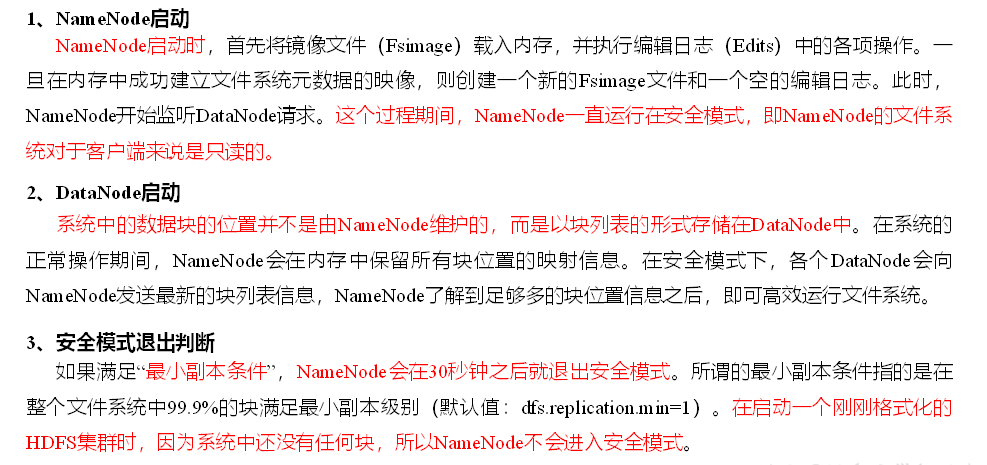 1、NameNode启动
NameNode启动时，首先将镜像文件（Fsimage）载入内存，并执行编辑日志（Edits）中的各项操作。一
旦在内存中成功建立文件系统元数据的映像，则创建一个新的Fsimage文件和一个空的编辑日志。此时，
NameNode开始监听DataNode请求。这个过程期间，NameNode一直运行在安全模式，即NameNode的文件系
统对于客户端来说是只读的。
2、DataNode启动
系统中的数据块的位置并不是由NameNode维护的，而是以块列表的形式存储在DataNode中。在系统的
正常操作期间，NameNode会在内存中保留所有块位置的映射信息。在安全模式下，各个DataNode会向
NameNode发送最新的块列表信息，NameNode了解到足够多的块位置信息之后，即可高效运行文件系统。
3、安全模式退出判断
如果满足“最小副本条件”，NameNode会在30秒钟之后就退出安全模式。所谓的最小副本条件指的是在
整个文件系统中99.9%的块满足最小副本级别（默认值：dfs.replication.min=1）。在启动一个刚刚格式化的
HDFS集群时，因为系统中还没有任何块，所以NameNode不会进入安全模式。